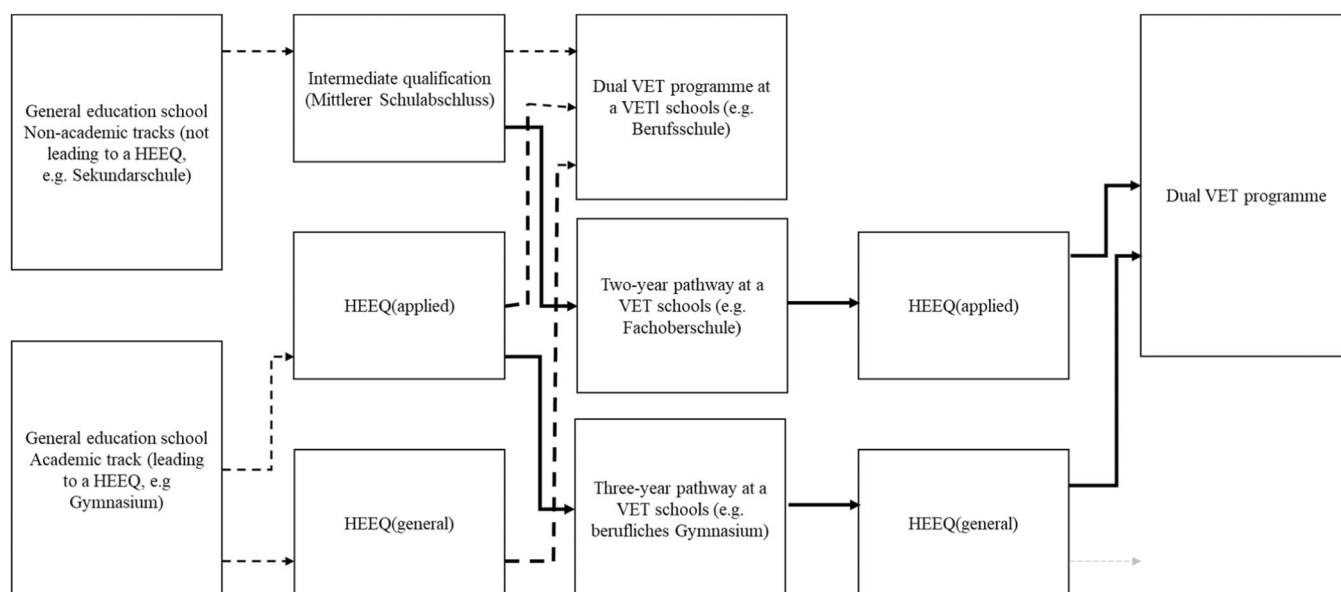 General education school
Non-academic tracks (not
leading to a HEEQ,
e.g. Sekundarschule)
Intermediate qualification
(Mittlerer Schulabschluss)
Dual VET programme at
a VETl schools (e.g.
Berufsschule)
Dual VET programme
HEEQ(applied)
Two-year pathway at a
VET schools (e.g.
Fachoberschule)
HEEQ(applied)
General education school
Academic track (leading
to a HEEQ, e.g
Gymnasium)
HEEQ(general)
Three-year pathway at a
VET schools (e.g.
berufliches Gymnasium)
HEEQ(general)